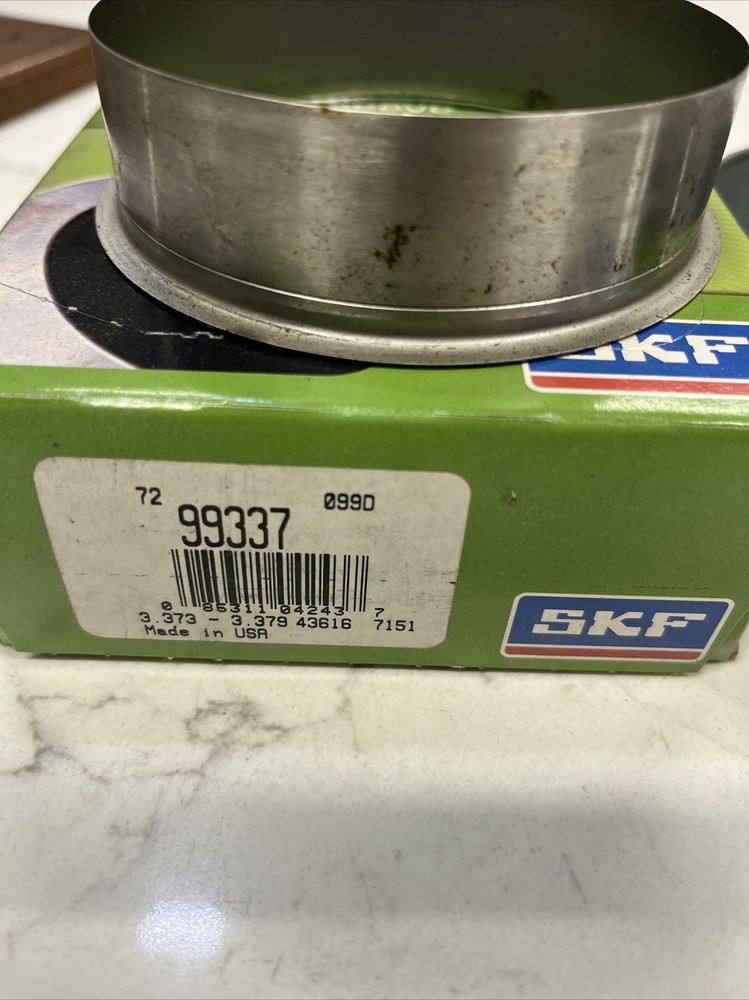 SKF
72 099D
99337
0 85311 04243 7
3.373 - 3.379 43616 7151
Made in USA
SKF